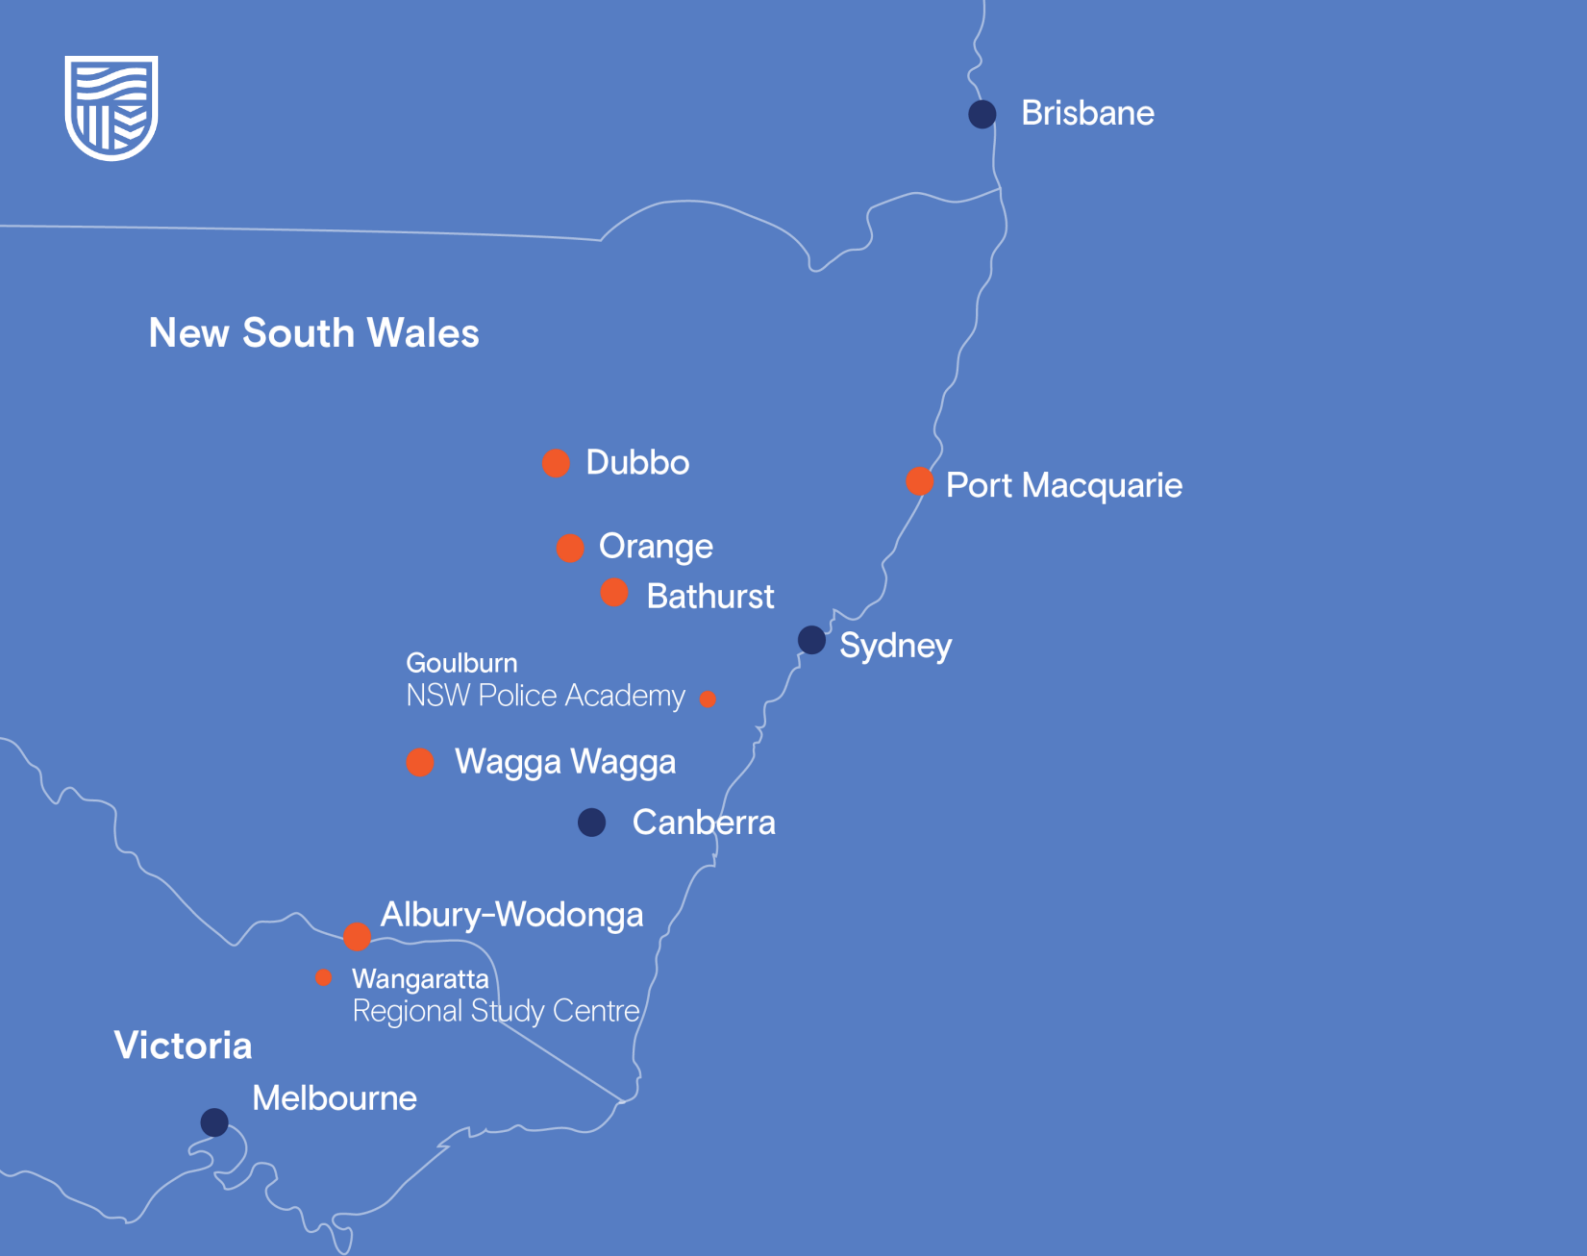 Brisbane
New South Wales
Dubbo
Port Macquarie
Orange
Bathurst
Sydney
Goulburn
NSW Police Academy
Wagga Wagga
Canberra
Albury-Wodonga
Wangaratta
Regional Study Centre
Victoria
Melbourne